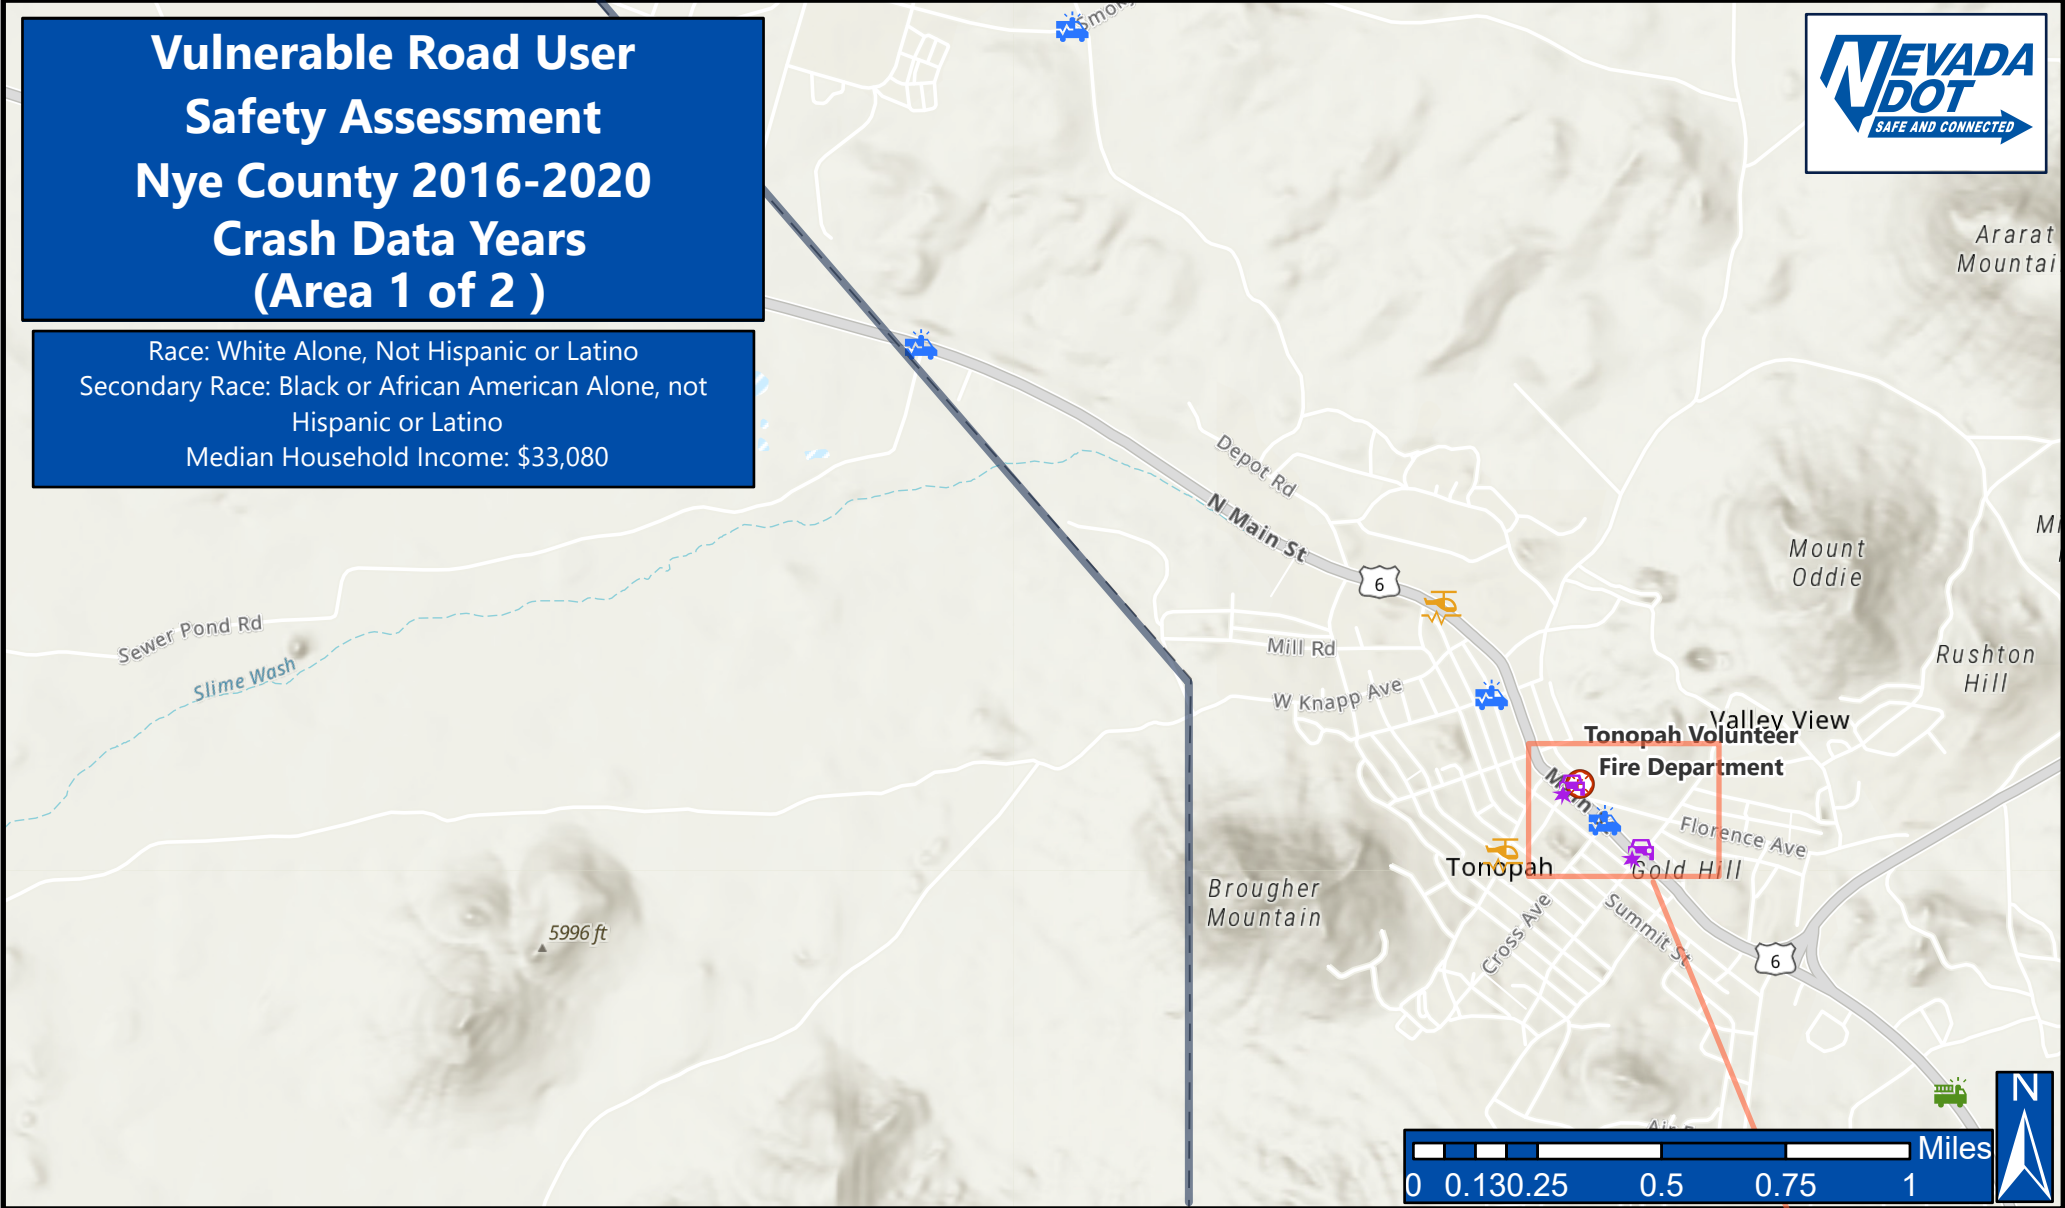 Vulnerable Road User
Safety Assessment
Nye County 2016-2020
Crash Data Years
(Area 1 of 2 )
Race: White Alone, Not Hispanic or Latino
Secondary Race: Black or African American Alone, not
Hispanic or Latino
Median Household Income: $33,080
NEVADA
DOT
SAFE AND CONNECTED
Ararat
Depot Rd
N Main St
6
Mount
Oddie
Sewer Pond Rd
Slime Wash
Mill Rd
W Knapp Ave
Rushton
Hill
Valley View
Tonopah Volunteer
Fire Department
Main
Florence Ave
Tonopah
Gold Hill
Brougher
Mountain
Cross Ave
Summit St
5996 ft
6
N
Miles
0 0.13 0.25 0.5 0.75 1